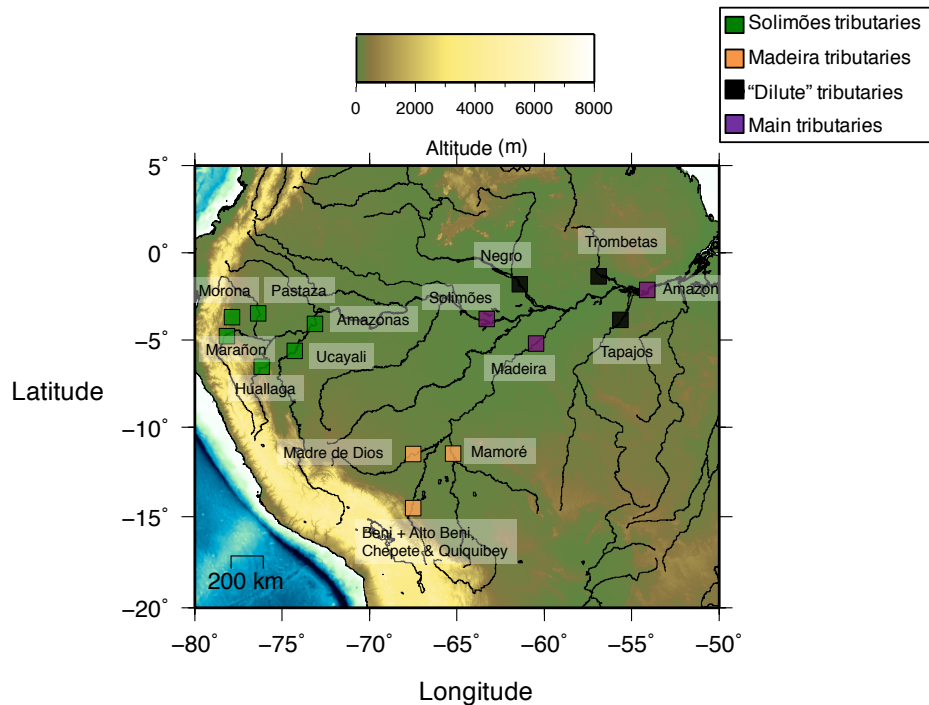 Solimões tributaries
Madeira tributaries
“Dilute” tributaries
Main tributaries
0 2000 4000 6000 8000
Altitude (m)
5˚
0˚
−5˚
−10˚
−15˚
−20˚
Trombetas
Negro
Morona
Pastaza
Solimões
Amazon
Amazonas
Marañon
Ucayali
Tapajos
Madeira
Huallaga
Latitude
Madre de Dios
Mamoré
Beni + Alto Beni,
Chepete & Quiquibey
200 km
−80˚ −75˚ −70˚ −65˚ −60˚ −55˚ −50˚
Longitude